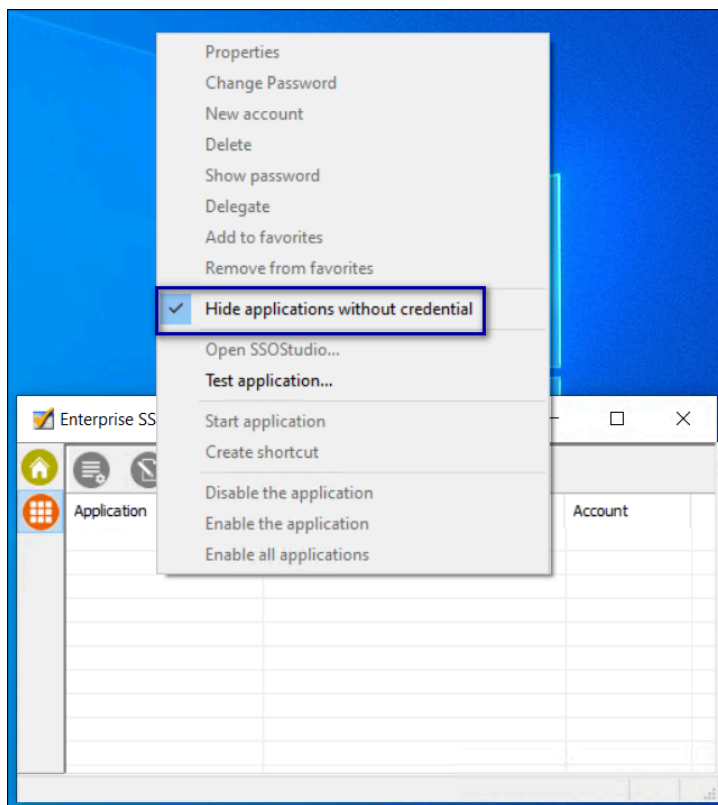 Properties
Change Password
New account
Delete
Show password
Delegate
Add to favorites
Remove from favorites
Hide applications without credential
Open SSOStudio...
Test application...
Enterprise SS
Start application
Create shortcut
Application
Disable the application
Account
Enable the application
Enable all applications